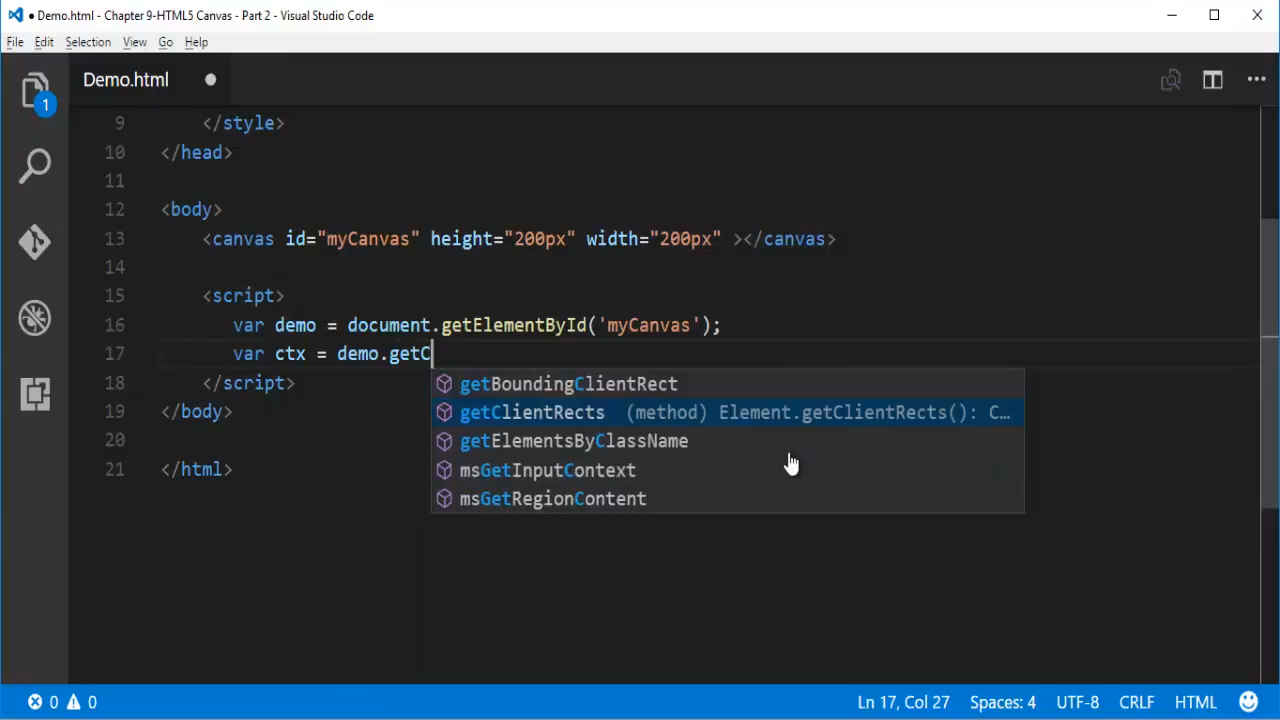 Demo.html - Chapter 9-HTML5 Canvas - Part 2 - Visual Studio Code
File Edit Selection View Go Help
1
Demo.html
9 </style>
10 </head>
11
12 <body>
13 <canvas id="myCanvas" height="200px" width="200px" ></canvas>
14
15 <script>
16 var demo = document.getElementById('myCanvas');
17 var ctx = demo.getC
18 </script>
19 </body>
20
21 </html>
getBoundingClientRect
getClientRects (method) Element.getClientRects(): C…
getElementsByClassName
msGetInputContext
msGetRegionContent
0 0 Ln 17, Col 27 Spaces: 4 UTF-8 CRLF HTML